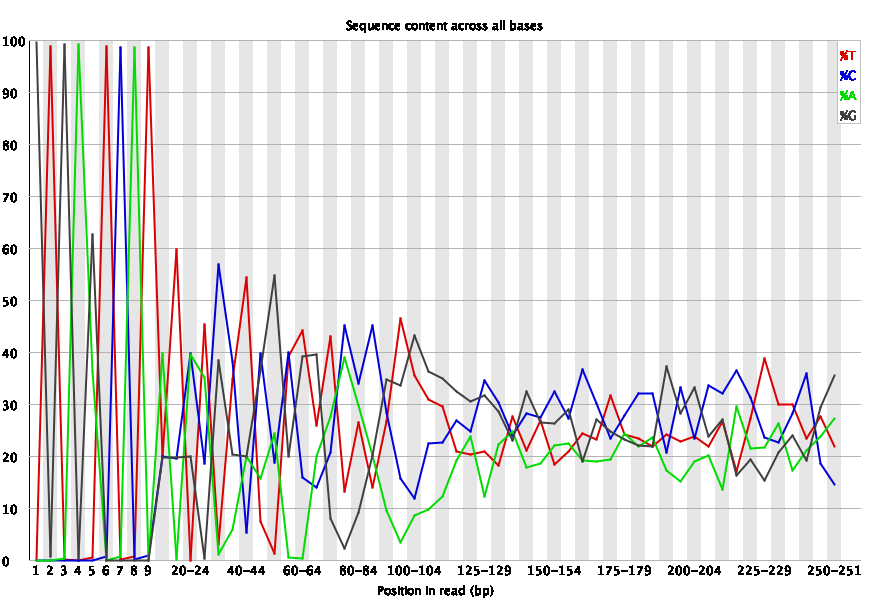 Sequence content across all bases
100
90
80
70
60
50
40
30
20
10
0
%T
%C
%A
%G
1 2 3 4 5 6 7 8 9 20-24 40-44 60-64 80-84 100-104 125-129 150-154 175-179 200-204 225-229 250-251
Position in read (bp)